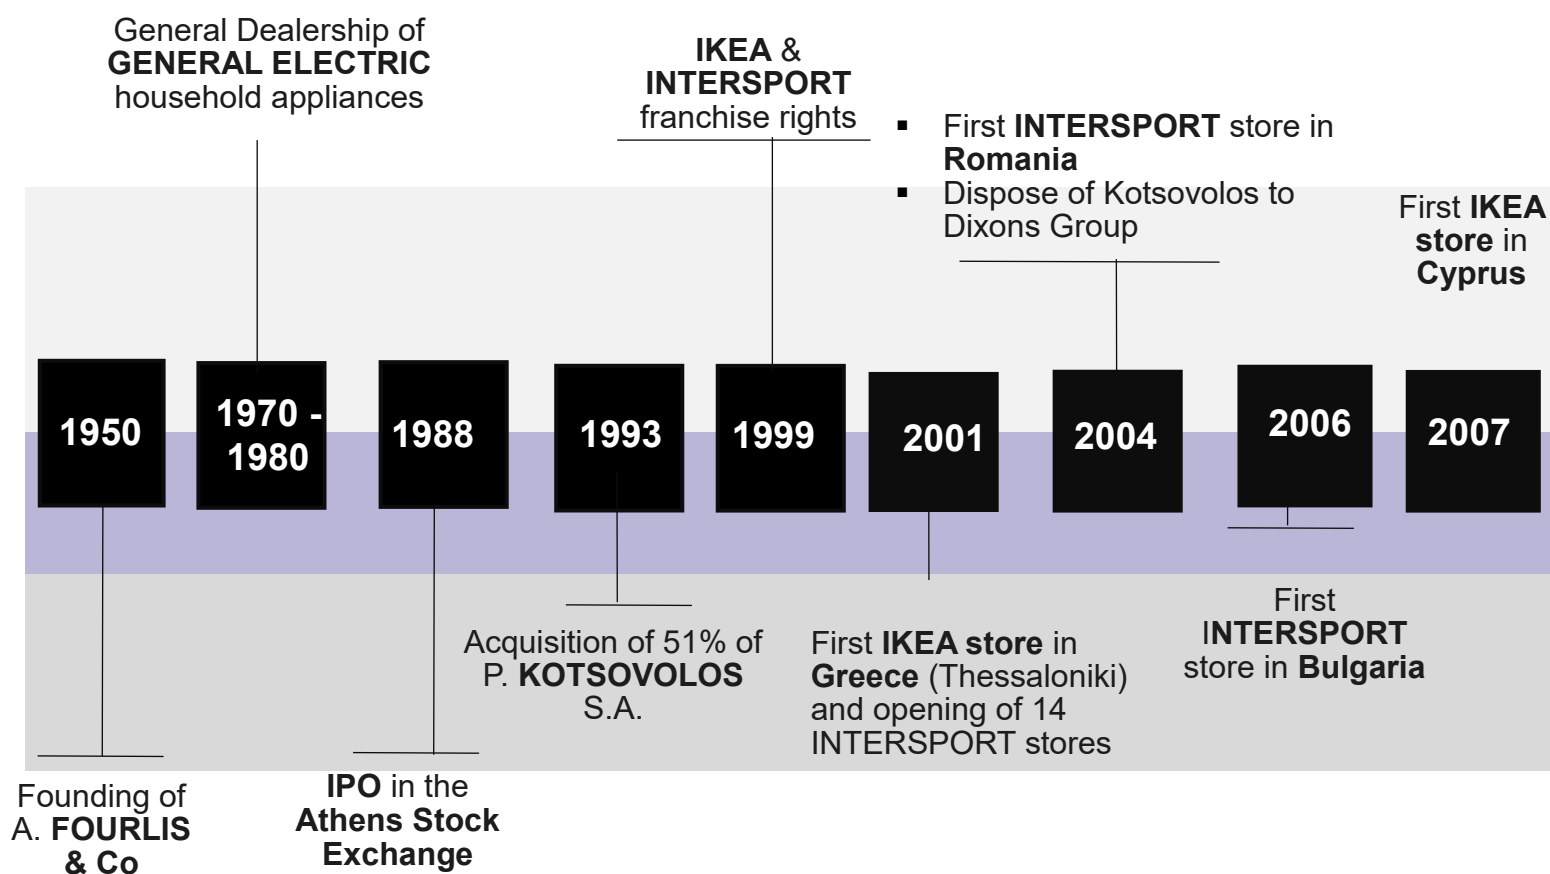 General Dealership of
GENERAL ELECTRIC
household appliances
IKEA &
INTERSPORT
franchise rights
▪ First INTERSPORT store in
Romania
▪ Dispose of Kotsovolos to
Dixons Group
First IKEA
store in
Cyprus
1950
1970 -
1980
1988
1993
1999
2001
2004
2006
2007
Founding of
A. FOURLIS
& Co
IPO in the
Athens Stock
Exchange
Acquisition of 51% of
P. KOTSOVOLOS
S.A.
First IKEA store in
Greece (Thessaloniki)
and opening of 14
INTERSPORT stores
First
INTERSPORT
store in Bulgaria